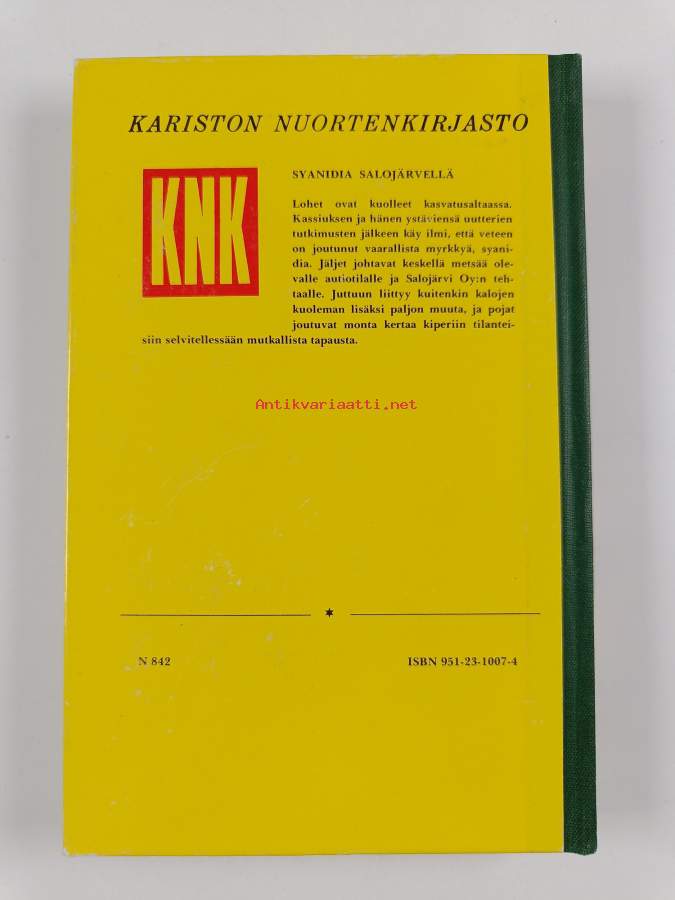 KARISTON NUORTENKIRJASTO
KNK
SYANIDIA SALOJÄRVELLÄ
Lohet ovat kuolleet kasvatusaltaassa.
Kassiuksen ja hänen ystäviensä uutterien
tutkimusten jälkeen käy ilmi, että veteen
on joutunut vaarallista myrkkyä, syani-
dia. Jäljet johtavat keskellä metsää ole-
valle autiotilalle ja Salojärvi Oy:n teh-
taalle. Juttuun liittyy kuitenkin kalojen
kuoleman lisäksi paljon muuta, ja pojat
joutuvat monta kertaa kiperiin tilantei-
siin selvitellessään mutkallista tapausta.
Antikvariaatti.net
N 842
ISBN 951-23-1007-4